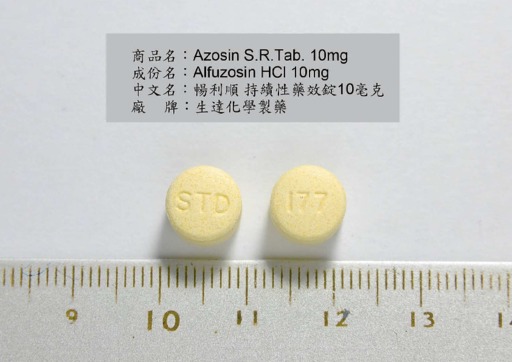 商品名：Azosin S.R.Tab. 10mg
成份名：Alfuzosin HCl 10mg
中文名：暢利順 持續性藥效錠10毫克
廠　牌：生達化學製藥
STD 177
9 10 11 12 13